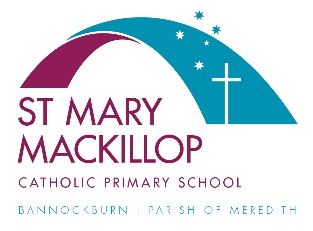 ST MARY
MACKILLOP
CATHOLIC PRIMARY SCHOOL
BANNOCKBURN | PARISH OF MEREDITH